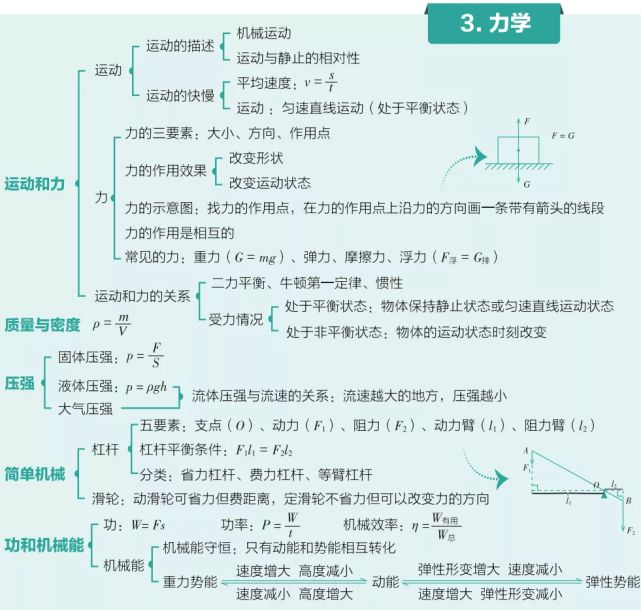 3. 力学
运动和力
运动
运动的描述
机械运动
运动与静止的相对性
运动的快慢
平均速度：v = s/t
运动：匀速直线运动（处于平衡状态）
力
力的三要素：大小、方向、作用点
力的作用效果
改变形状
改变运动状态
力的示意图：找力的作用点，在力的作用点上沿力的方向画一条带有箭头的线段
力的作用是相互的
常见的力：重力（G = mg）、弹力、摩擦力、浮力（F浮 = G排）
F
F = G
G
运动和力的关系
二力平衡、牛顿第一定律、惯性
受力情况
处于平衡状态：物体保持静止状态或匀速直线运动状态
处于非平衡状态：物体的运动状态时刻改变
质量与密度 ρ = m/V
压强
固体压强：p = F/S
液体压强：p = ρgh
大气压强
流体压强与流速的关系：流速越大的地方，压强越小
简单机械
杠杆
五要素：支点（O）、动力（F₁）、阻力（F₂）、动力臂（l₁）、阻力臂（l₂）
杠杆平衡条件：F₁l₁ = F₂l₂
分类：省力杠杆、费力杠杆、等臂杠杆
滑轮：动滑轮可省力但费距离，定滑轮不省力但可以改变力的方向
A
F₁
O
l₂
l₁
B
F₂
功和机械能
功：W= Fs 功率：P = W/t 机械效率：η = W有用/W总
机械能
机械能守恒：只有动能和势能相互转化
重力势能
速度增大 高度减小
速度减小 高度增大
动能
弹性形变增大 速度减小
速度增大 弹性形变减小
弹性势能